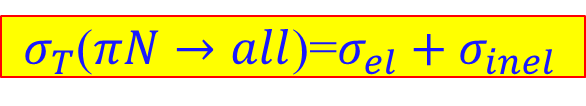 σ_T(πN → all)=σ_el + σ_inel